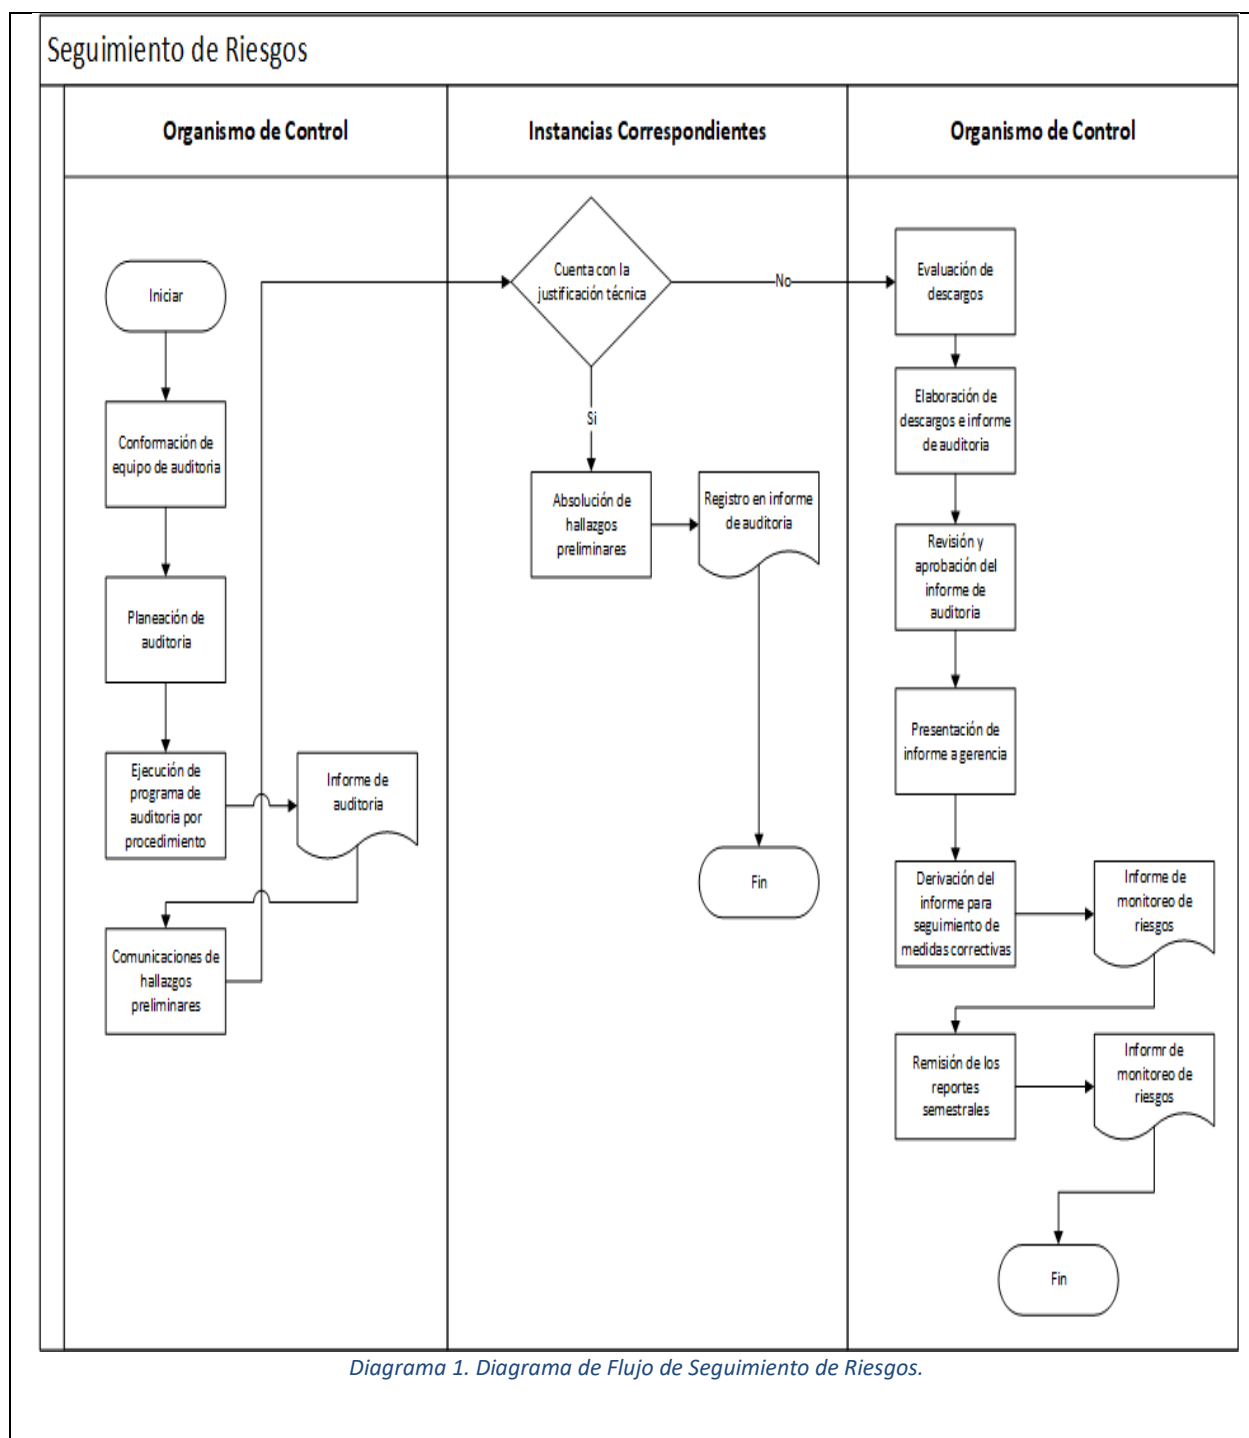 Seguimiento de Riesgos
Organismo de Control
Instancias Correspondientes
Organismo de Control
Iniciar
Conformación de
equipo de auditoria
Planeación de
auditoria
Ejecución de
programa de
auditoria por
procedimiento
Informe de
auditoria
Comunicaciones de
hallazgos
preliminares
Cuenta con la
justificación técnica
No
Si
Absolución de
hallazgos
preliminares
Registro en informe
de auditoria
Fin
Evaluación de
descargos
Elaboración de
descargos e informe
de auditoria
Revisión y
aprobación del
informe de
auditoria
Presentación de
informe a gerencia
Derivación del
informe para
seguimiento de
medidas correctivas
Informe de
monitoreo de
riesgos
Remisión de los
reportes
semestrales
Informr de
monitoreo de
riesgos
Fin
Diagrama 1. Diagrama de Flujo de Seguimiento de Riesgos.